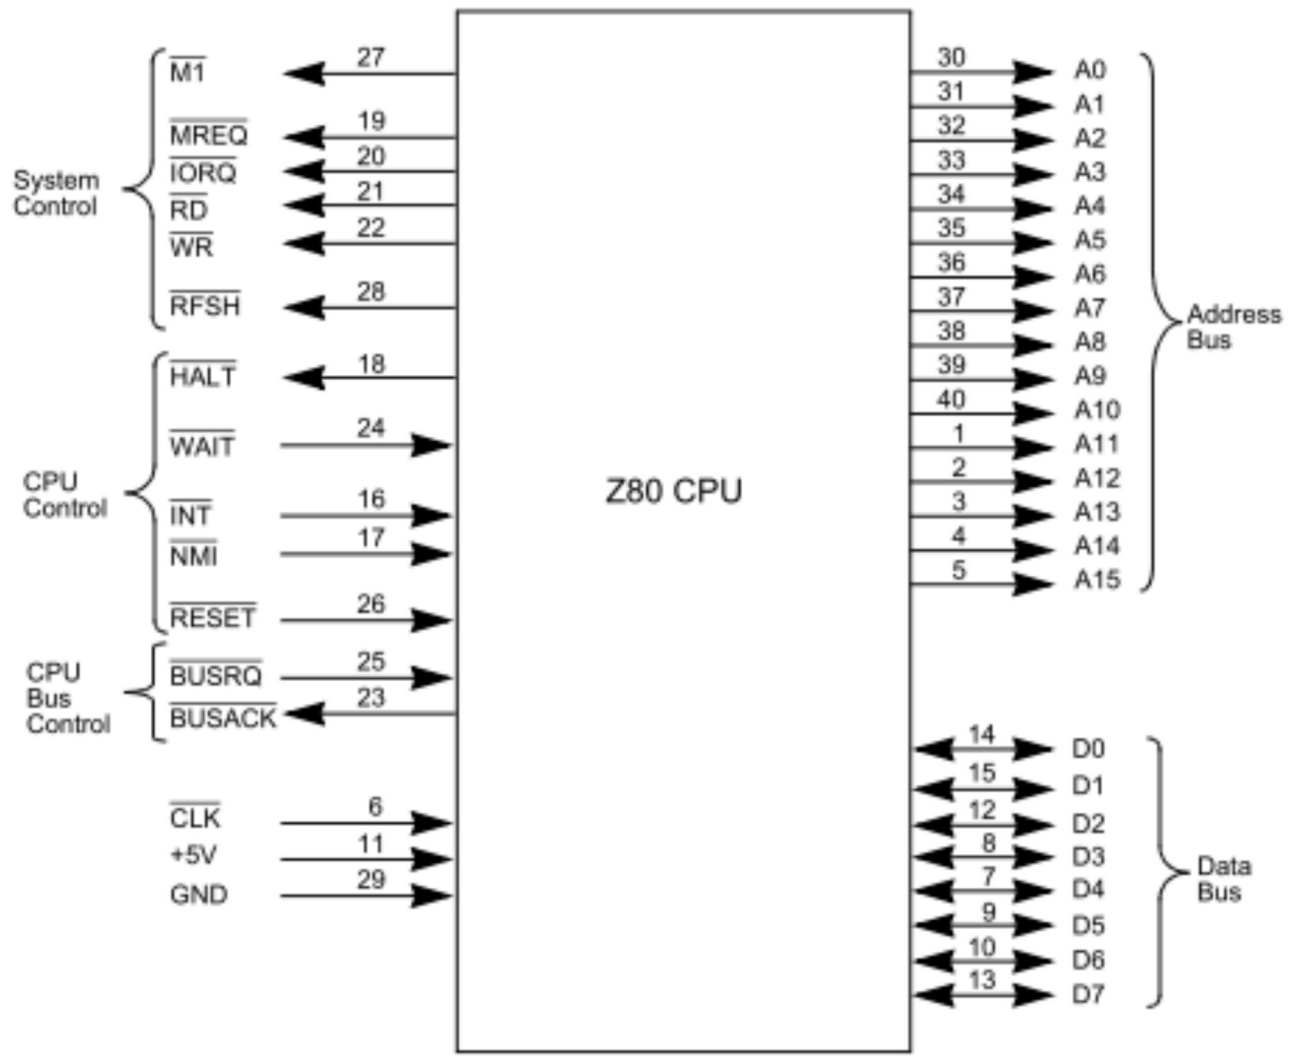 27
M1
19
MREQ
20
IORQ
21
RD
22
WR
28
RFSH
System
Control
18
HALT
24
WAIT
16
INT
17
NMI
26
RESET
CPU
Control
25
BUSRQ
23
BUSACK
CPU
Bus
Control
6
CLK
11
+5V
29
GND
Z80 CPU
30 A0
31 A1
32 A2
33 A3
34 A4
35 A5
36 A6
37 A7
38 A8
39 A9
40 A10
1 A11
2 A12
3 A13
4 A14
5 A15
Address
Bus
14 D0
15 D1
12 D2
8 D3
7 D4
9 D5
10 D6
13 D7
Data
Bus